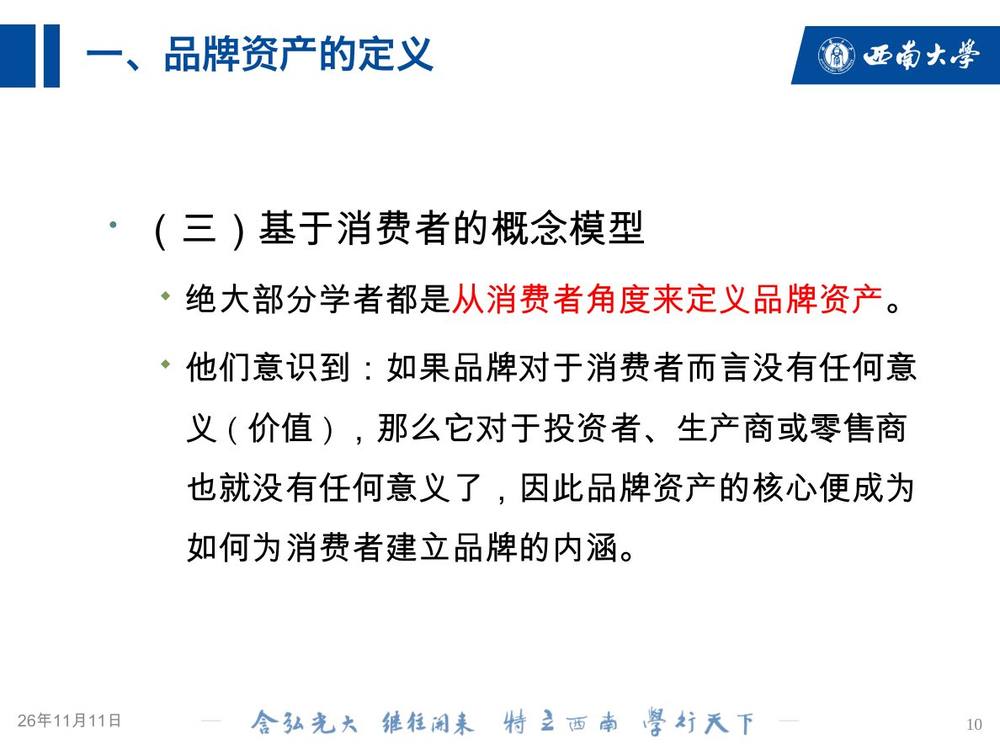 一、品牌资产的定义
西南大学
（三）基于消费者的概念模型
绝大部分学者都是从消费者角度来定义品牌资产。
他们意识到：如果品牌对于消费者而言没有任何意
义（价值），那么它对于投资者、生产商或零售商
也就没有任何意义了，因此品牌资产的核心便成为
如何为消费者建立品牌的内涵。
26年11月11日
含弘光大 继往开来 特立西南 學行天下
10